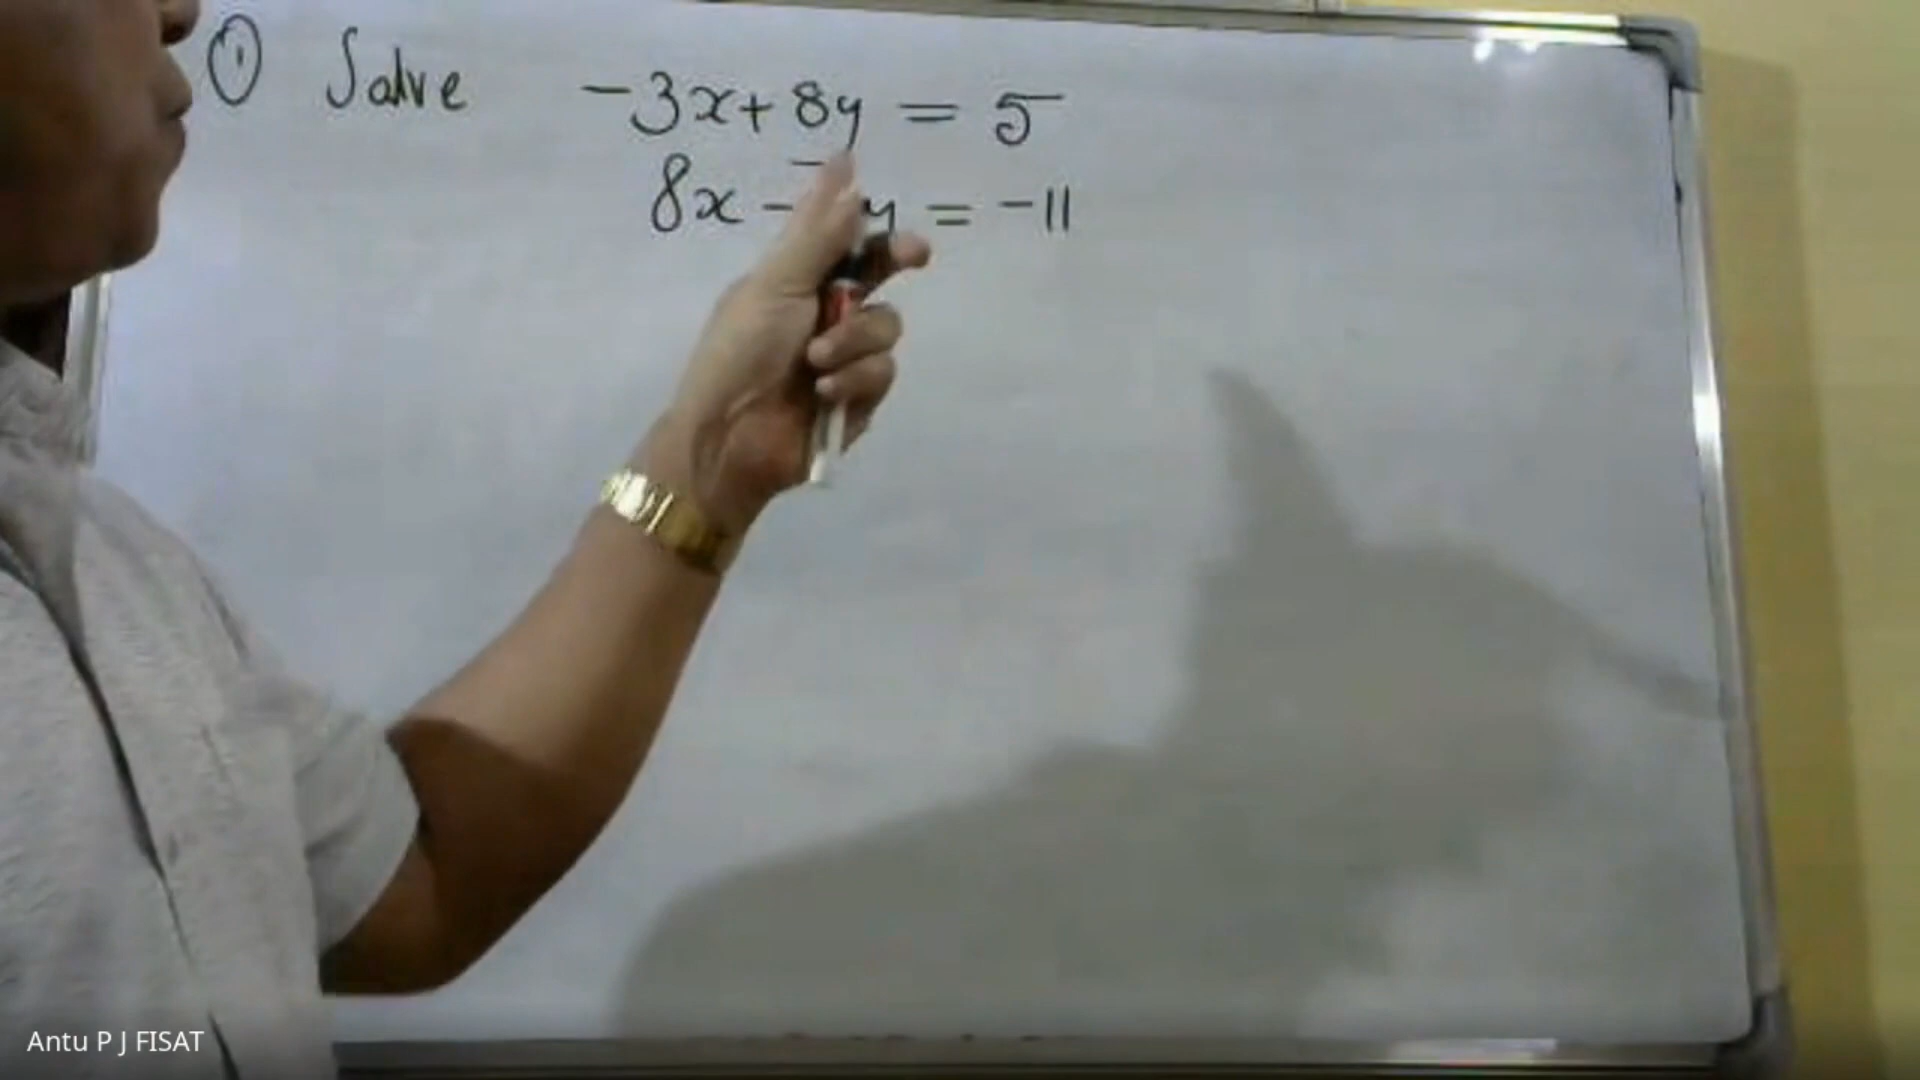 ① Solve -3x + 8y = 5
8x - y = -11
Antu P J FISAT